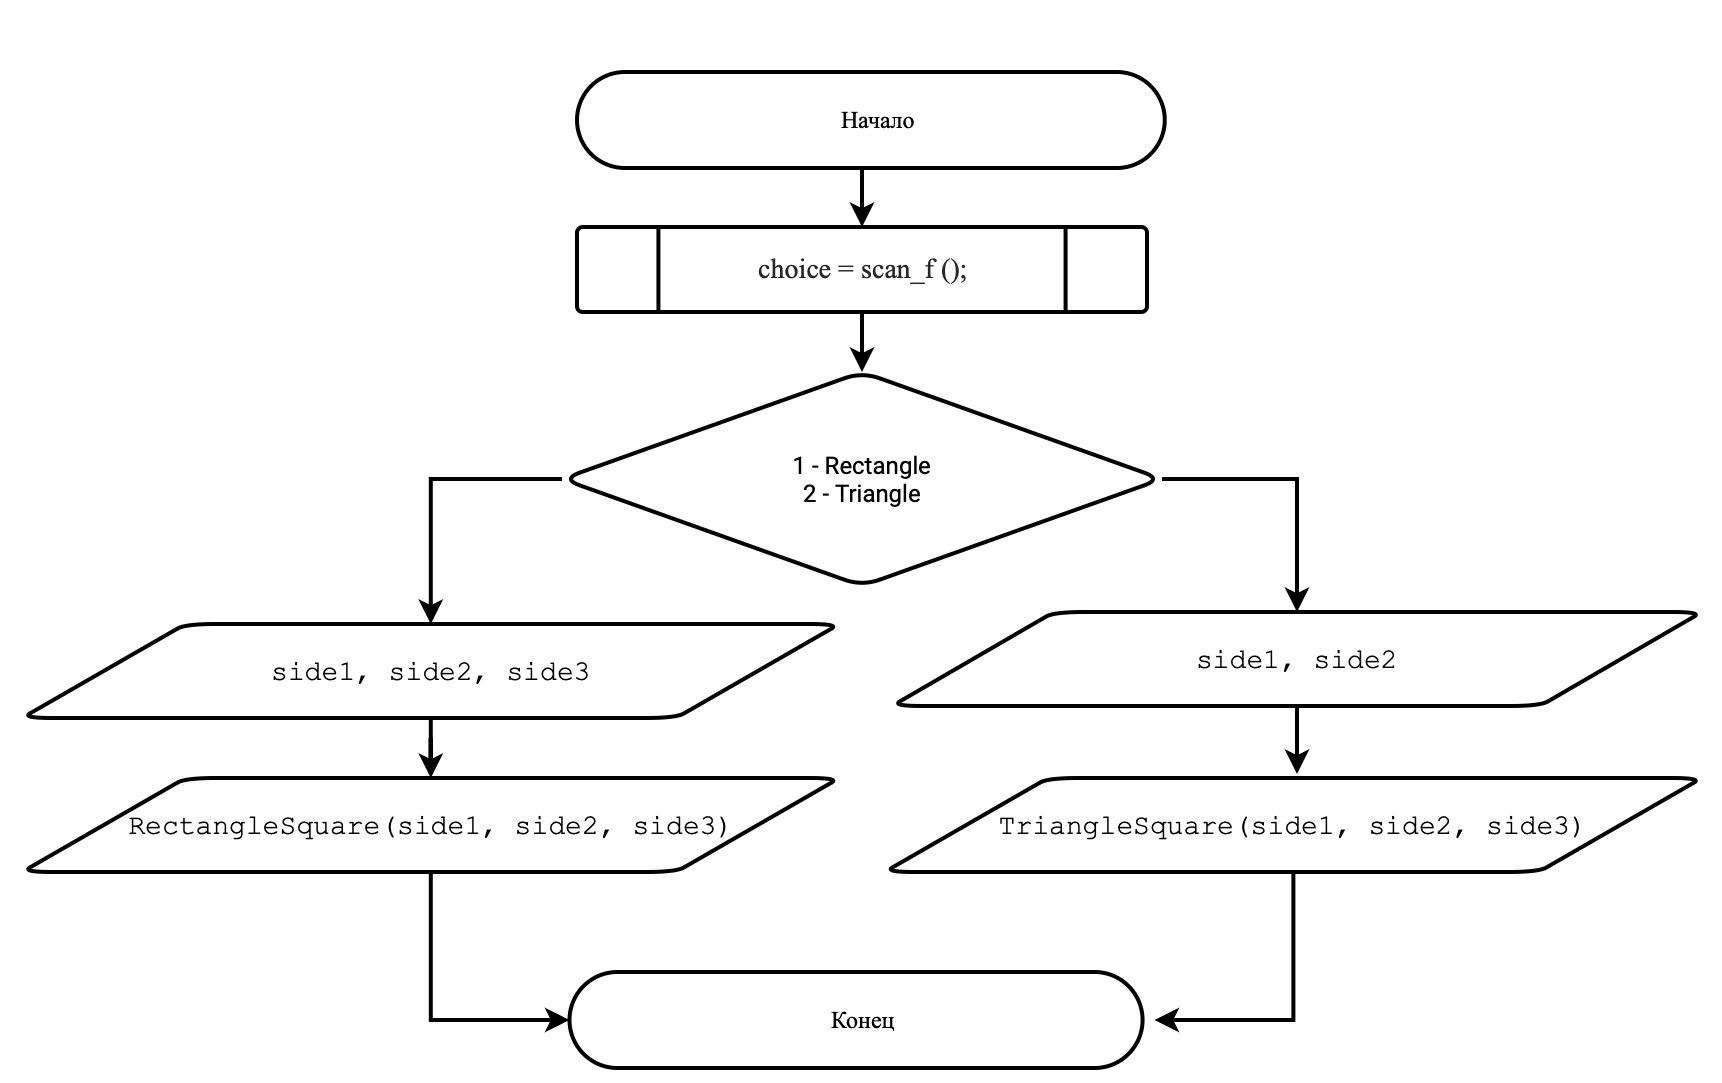 Начало
choice = scan_f ();
1 - Rectangle
2 - Triangle
side1, side2, side3
side1, side2
RectangleSquare(side1, side2, side3)
TriangleSquare(side1, side2, side3)
Конец